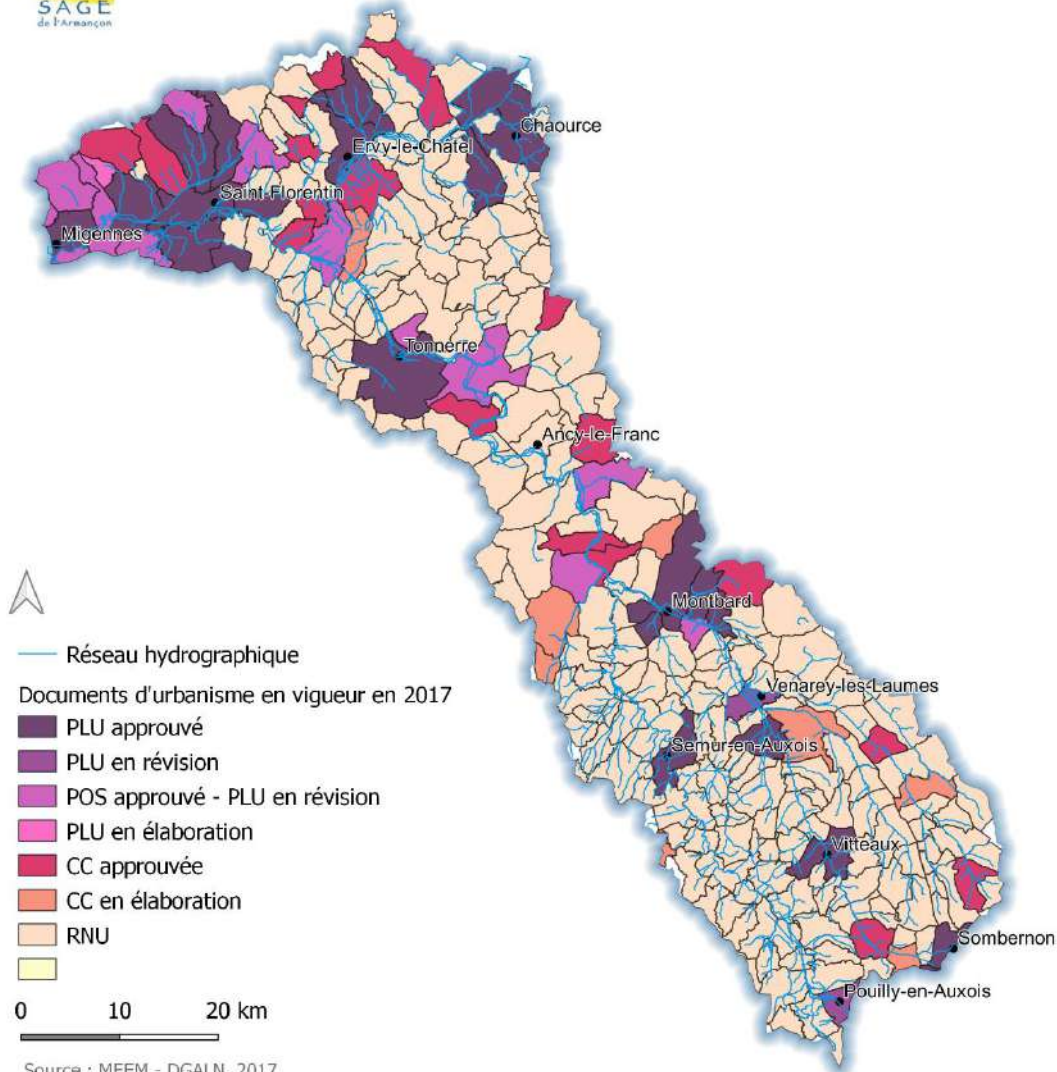 SAGE
de l'Armançon
Chaource
Ervy-le-Châtel
Saint-Florentin
Migennes
Tonnerre
Ancy-le-Franc
Montbard
Venarey-les-Laumes
Semur-en-Auxois
Vitteaux
Sombernon
Pouilly-en-Auxois
Réseau hydrographique
Documents d'urbanisme en vigueur en 2017
PLU approuvé
PLU en révision
POS approuvé - PLU en révision
PLU en élaboration
CC approuvée
CC en élaboration
RNU
0 10 20 km
Source : MEEM - DGALN, 2017